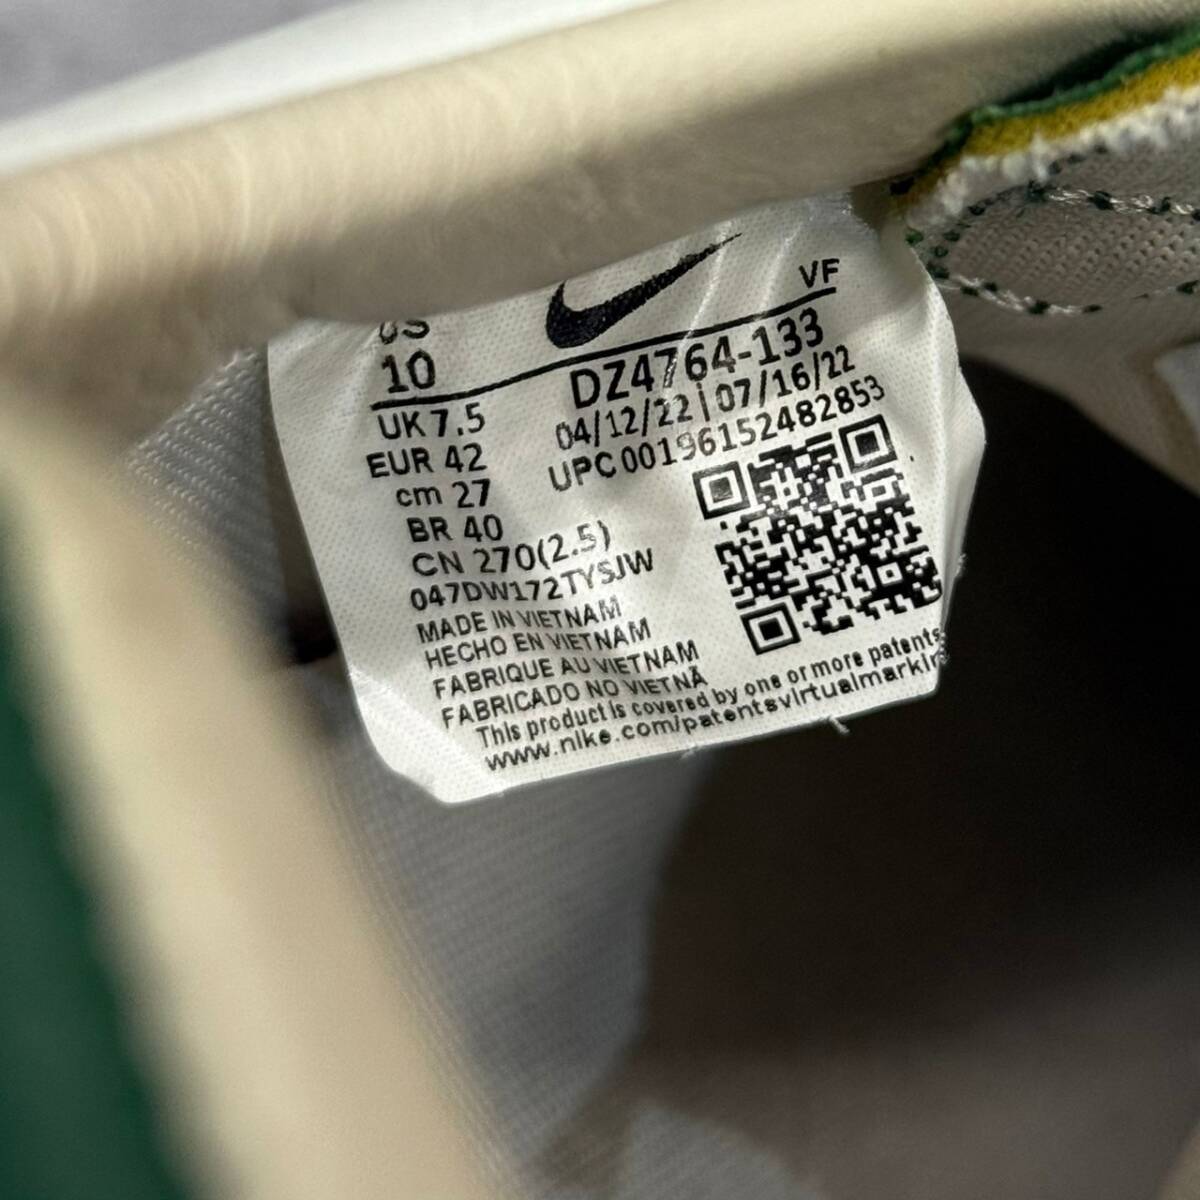 US
10
UK 7.5
EUR 42
cm 27
BR 40
CN 270(2.5)
047DW172TYSJW
MADE IN VIETNAM
HECHO EN VIETNAM
FABRIQUE AU VIETNAM
FABRICADO NO VIETNÃ
This product is covered by one or more patents
www.nike.com/patentsvirtualmarkin
VF
DZ4764-133
04/12/22|07/16/22
UPC 00196152482853